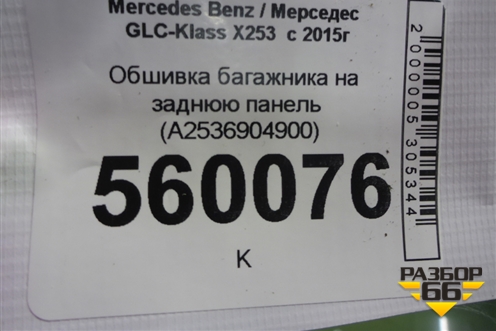 Mercedes Benz / Мерседес
GLC-Klass X253 с 2015г
Обшивка багажника на
заднюю панель
(A2536904900)
560076
K
2000005305344
РАЗБОР
66